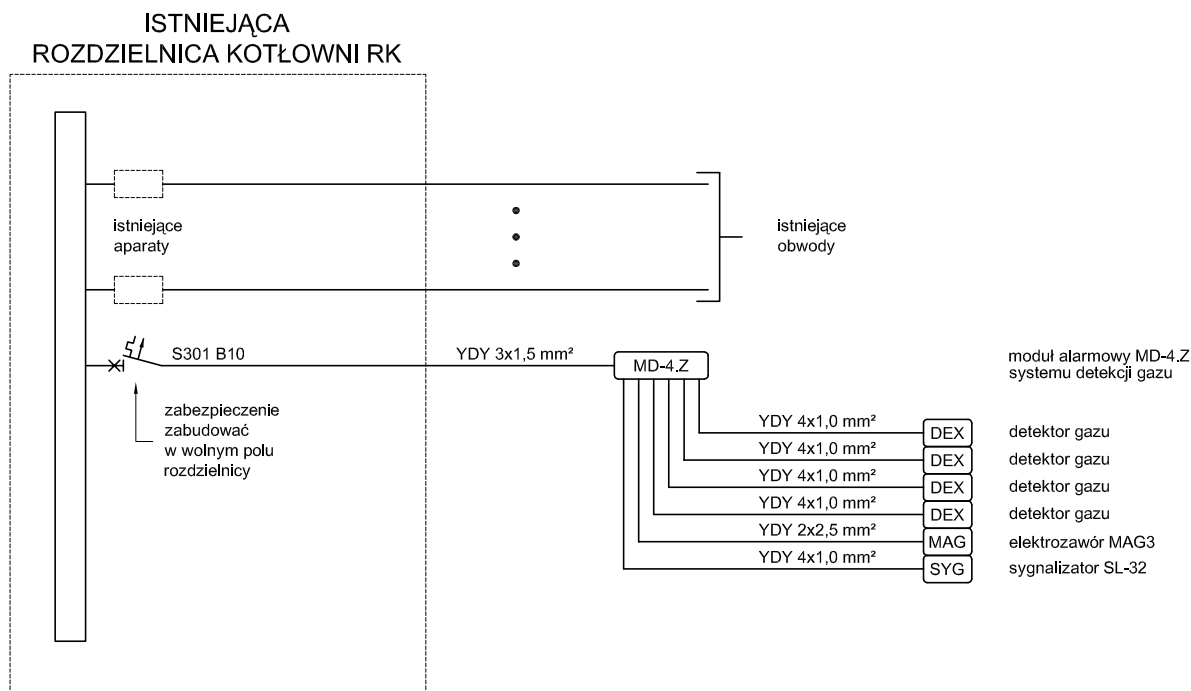 ISTNIEJĄCA
ROZDZIELNICA KOTŁOWNI RK
istniejące
aparaty
istniejące
obwody
S301 B10
YDY 3x1,5 mm²
MD-4.Z
moduł alarmowy MD-4.Z
systemu detekcji gazu
zabezpieczenie
zabudować
w wolnym polu
rozdzielnicy
YDY 4x1,0 mm²
DEX
detektor gazu
YDY 4x1,0 mm²
DEX
detektor gazu
YDY 4x1,0 mm²
DEX
detektor gazu
YDY 4x1,0 mm²
DEX
detektor gazu
YDY 2x2,5 mm²
MAG
elektrozawór MAG3
YDY 4x1,0 mm²
SYG
sygnalizator SL-32